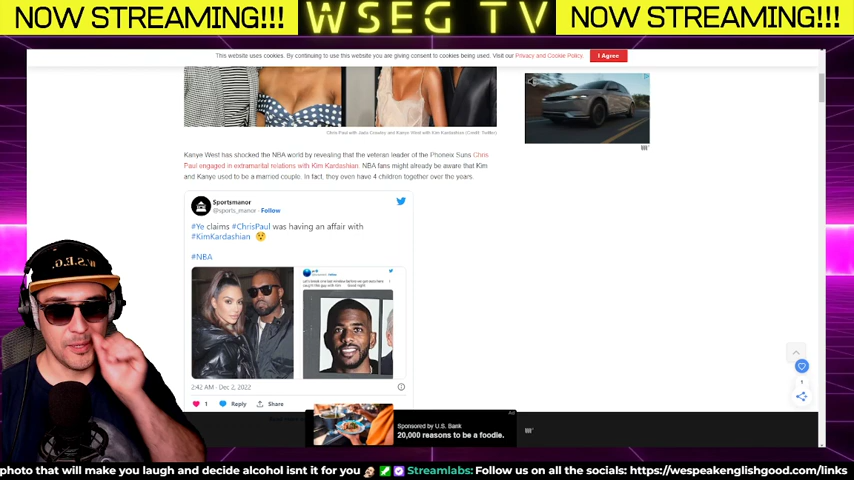 NOW STREAMING!!!
WSEG TV
NOW STREAMING!!!
This website uses cookies. By continuing to use this website you are giving consent to cookies being used. Visit our Privacy and Cookie Policy.
I Agree
Chris Paul with Jada Crawley and Kanye West with Kim Kardashian (Credit: Twitter)
Kanye West has shocked the NBA world by revealing that the veteran leader of the Phoneix Suns Chris
Paul engaged in extramarital relations with Kim Kardashian. NBA fans might already be aware that Kim
and Kanye used to be a married couple. In fact, they even have 4 children together over the years.
Sportsmanor
@sports_manor · Follow
#Ye claims #ChrisPaul was having an affair with
#KimKardashian
#NBA
2:42 AM · Dec 2, 2022
1
Reply
Share
1
W.S.E.G.
Ad
Sponsored by U.S. Bank
20,000 reasons to be a foodie.
photo that will make you laugh and decide alcohol isnt it for you
Streamlabs: Follow us on all the socials: https://wespeakenglishgood.com/links